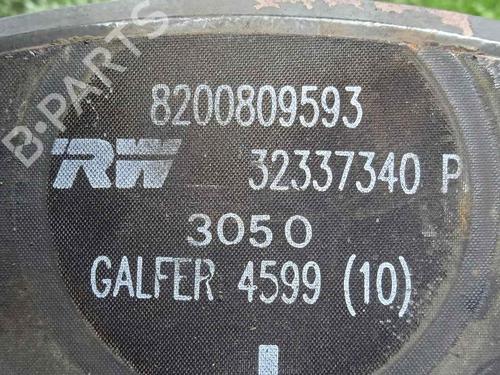 8200809593
TRW 32337340 P
3050
GALFER 4599 (10)
B-PARTS